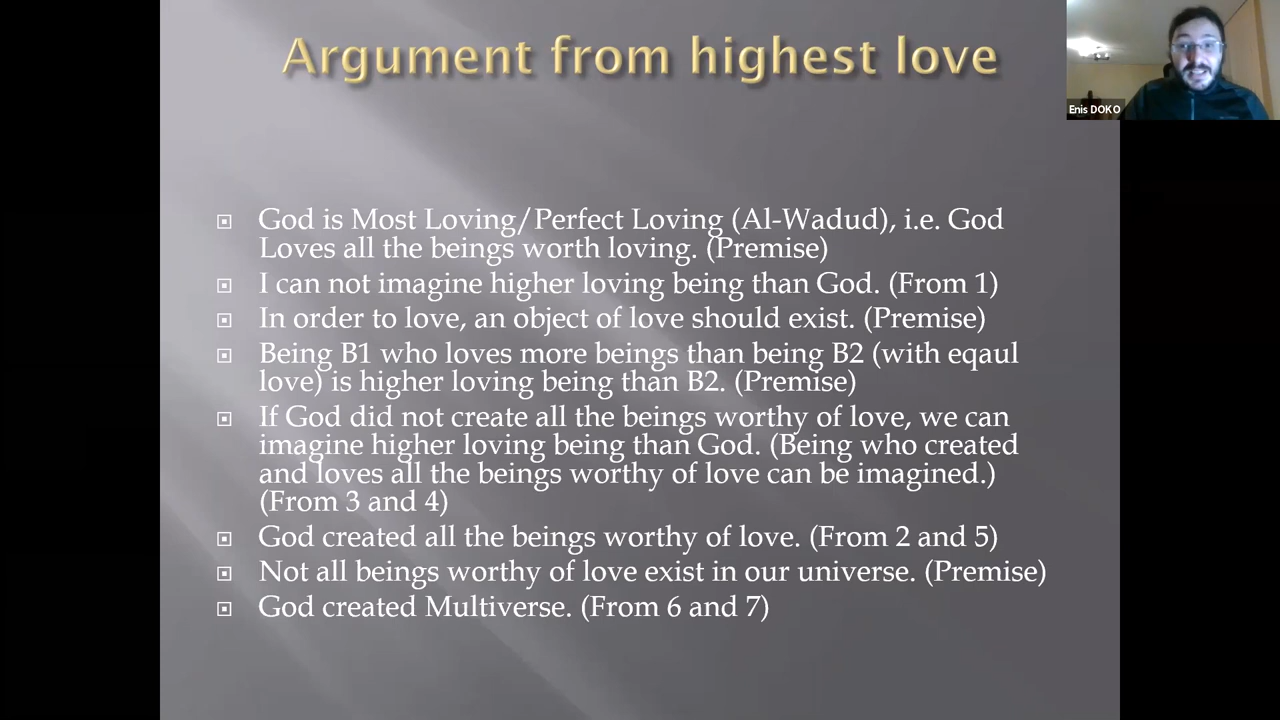 Argument from highest love
Enis DOKO
God is Most Loving/Perfect Loving (Al-Wadud), i.e. God
Loves all the beings worth loving. (Premise)
I can not imagine higher loving being than God. (From 1)
In order to love, an object of love should exist. (Premise)
Being B1 who loves more beings than being B2 (with eqaul
love) is higher loving being than B2. (Premise)
If God did not create all the beings worthy of love, we can
imagine higher loving being than God. (Being who created
and loves all the beings worthy of love can be imagined.)
(From 3 and 4)
God created all the beings worthy of love. (From 2 and 5)
Not all beings worthy of love exist in our universe. (Premise)
God created Multiverse. (From 6 and 7)